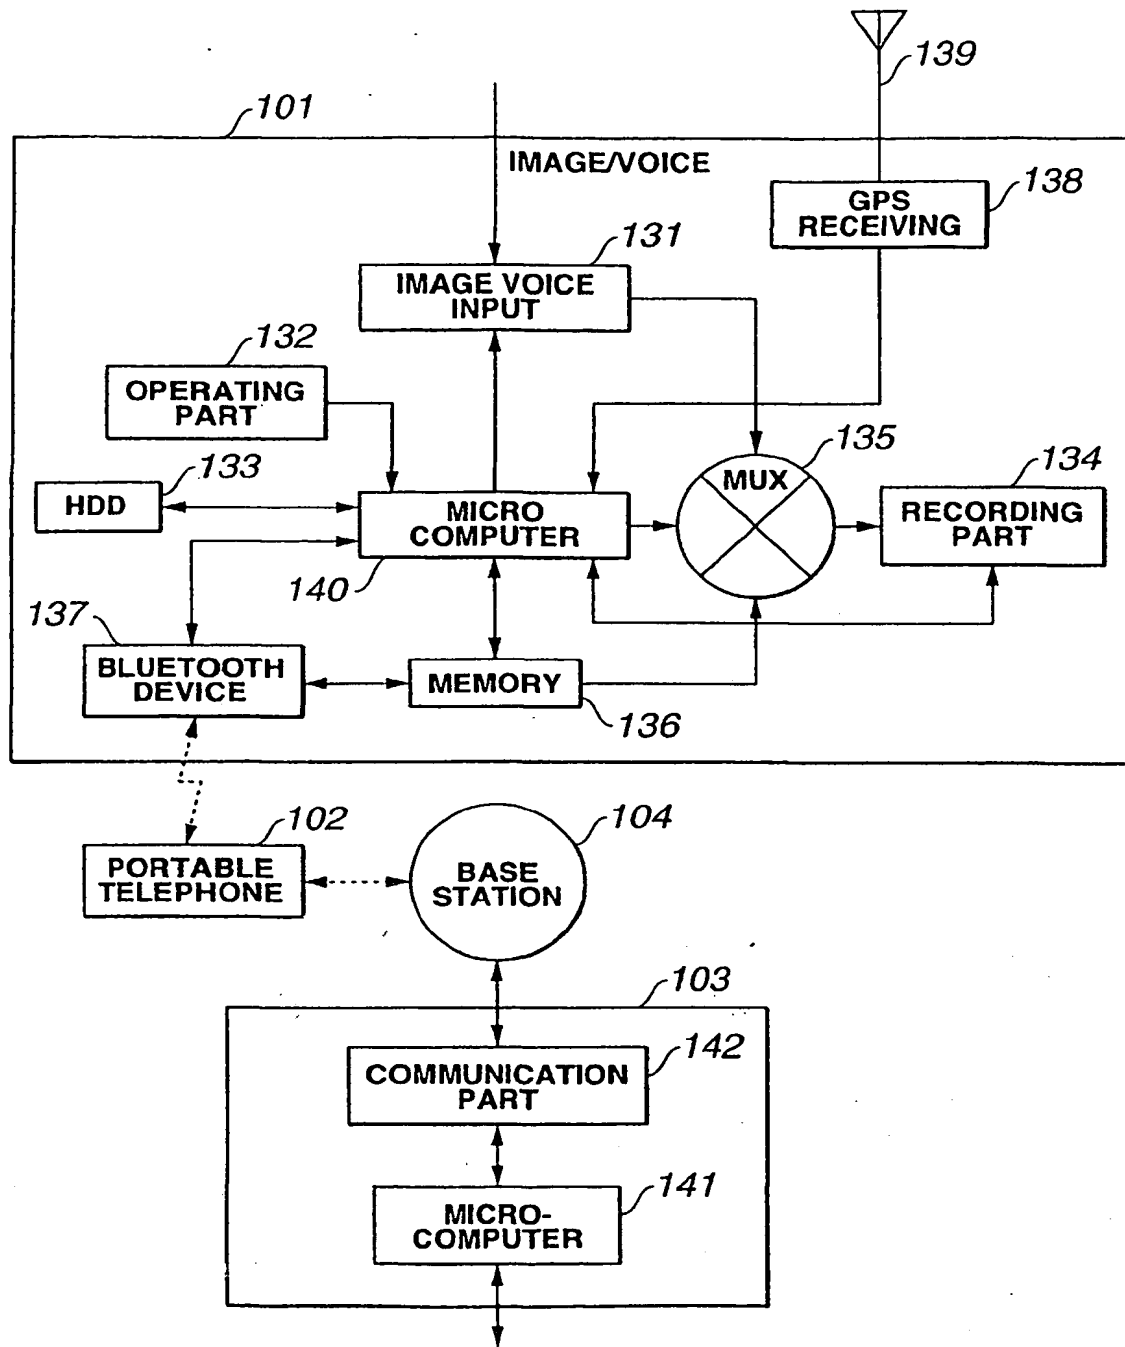 139
101
IMAGE/VOICE
GPS
RECEIVING
138
131
IMAGE VOICE
INPUT
132
OPERATING
PART
135
MUX
134
RECORDING
PART
133
HDD
MICRO
COMPUTER
140
137
BLUETOOTH
DEVICE
MEMORY
136
102
PORTABLE
TELEPHONE
104
BASE
STATION
103
142
COMMUNICATION
PART
141
MICRO-
COMPUTER